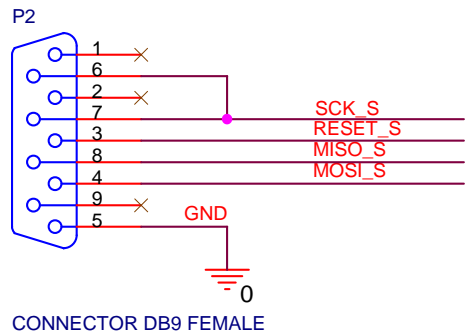 P2
1
6
2
7
3
8
4
9
5
SCK_S
RESET_S
MISO_S
MOSI_S
GND
0
CONNECTOR DB9 FEMALE